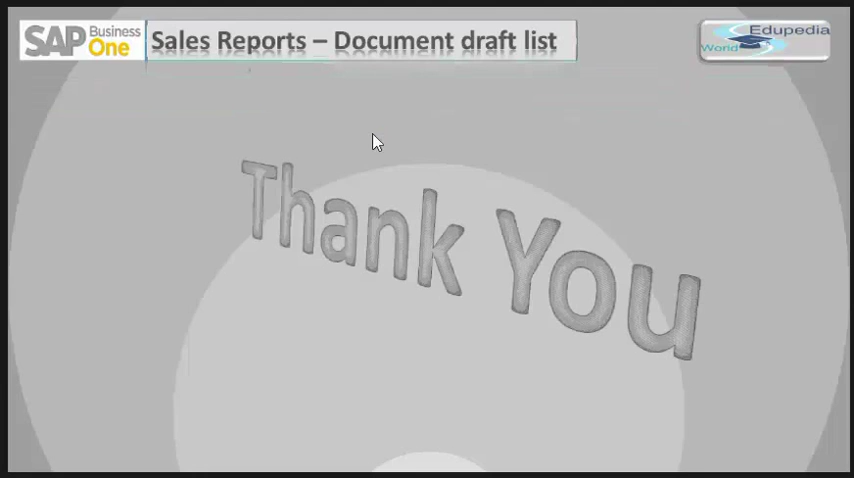 SAP Business One
Sales Reports – Document draft list
Edupedia World
Thank You